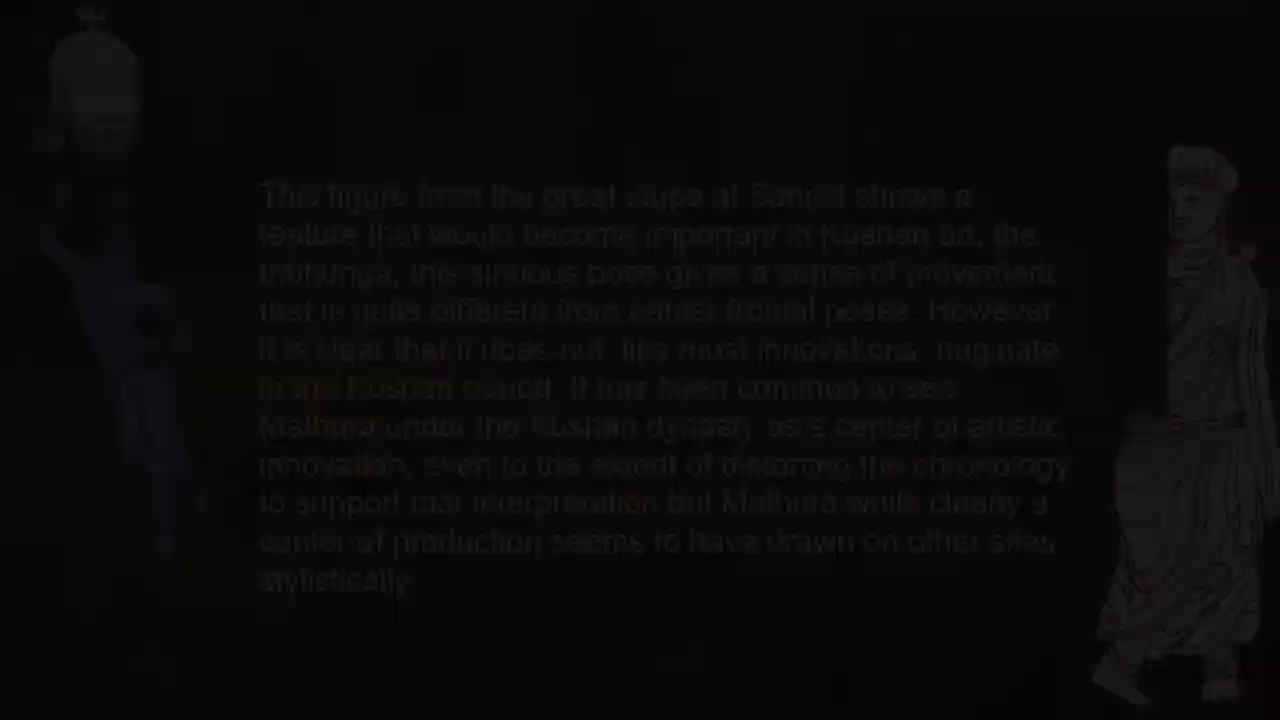 This figure from the great stupa at Sanchi shows a
feature that would become important in Kushan art, the
tribhunga, this sinuous pose gives a sense of movement
that is quite different from earlier frontal poses. However
it is clear that it does not, like most innovations, originate
in the Kushan period. It has been common to see
Mathura under the Kushan dynasty as a center of artistic
innovation, even to the extent of distorting the chronology
to support that interpretation but Mathura while clearly a
center of production seems to have drawn on other sites
stylistically